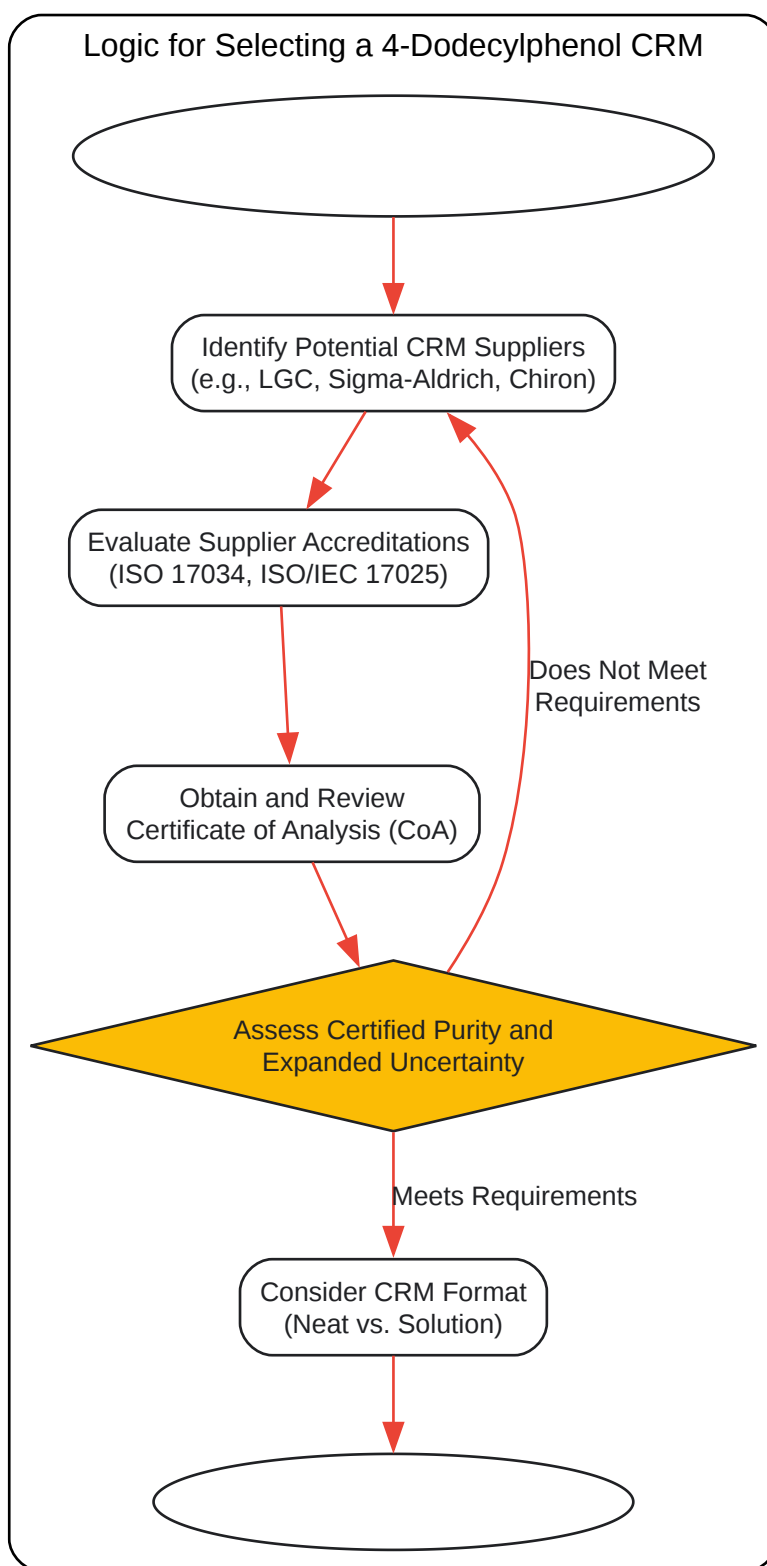 Logic for Selecting a 4-Dodecylphenol CRM
Identify Potential CRM Suppliers
(e.g., LGC, Sigma-Aldrich, Chiron)
Evaluate Supplier Accreditations
(ISO 17034, ISO/IEC 17025)
Does Not Meet
Requirements
Obtain and Review
Certificate of Analysis (CoA)
Assess Certified Purity and
Expanded Uncertainty
Meets Requirements
Consider CRM Format
(Neat vs. Solution)